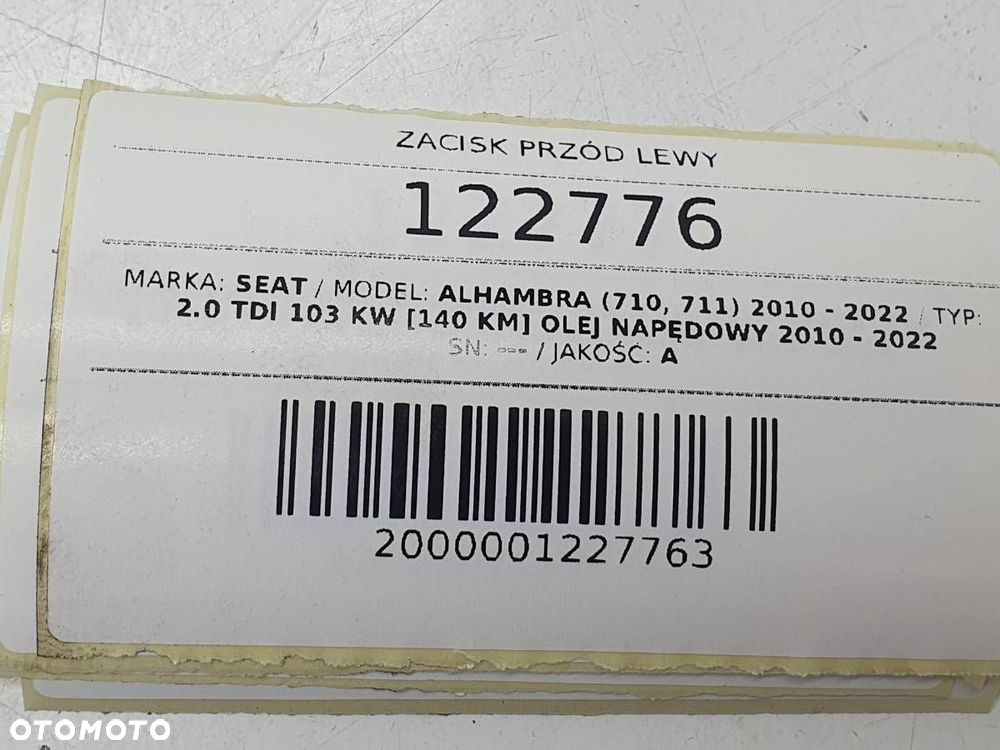 ZACISK PRZÓD LEWY
122776
MARKA: SEAT / MODEL: ALHAMBRA (710, 711) 2010 - 2022 / TYP:
2.0 TDI 103 KW [140 KM] OLEJ NAPĘDOWY 2010 - 2022
SN: --- / JAKOŚĆ: A
2000001227763
OTOMOTO